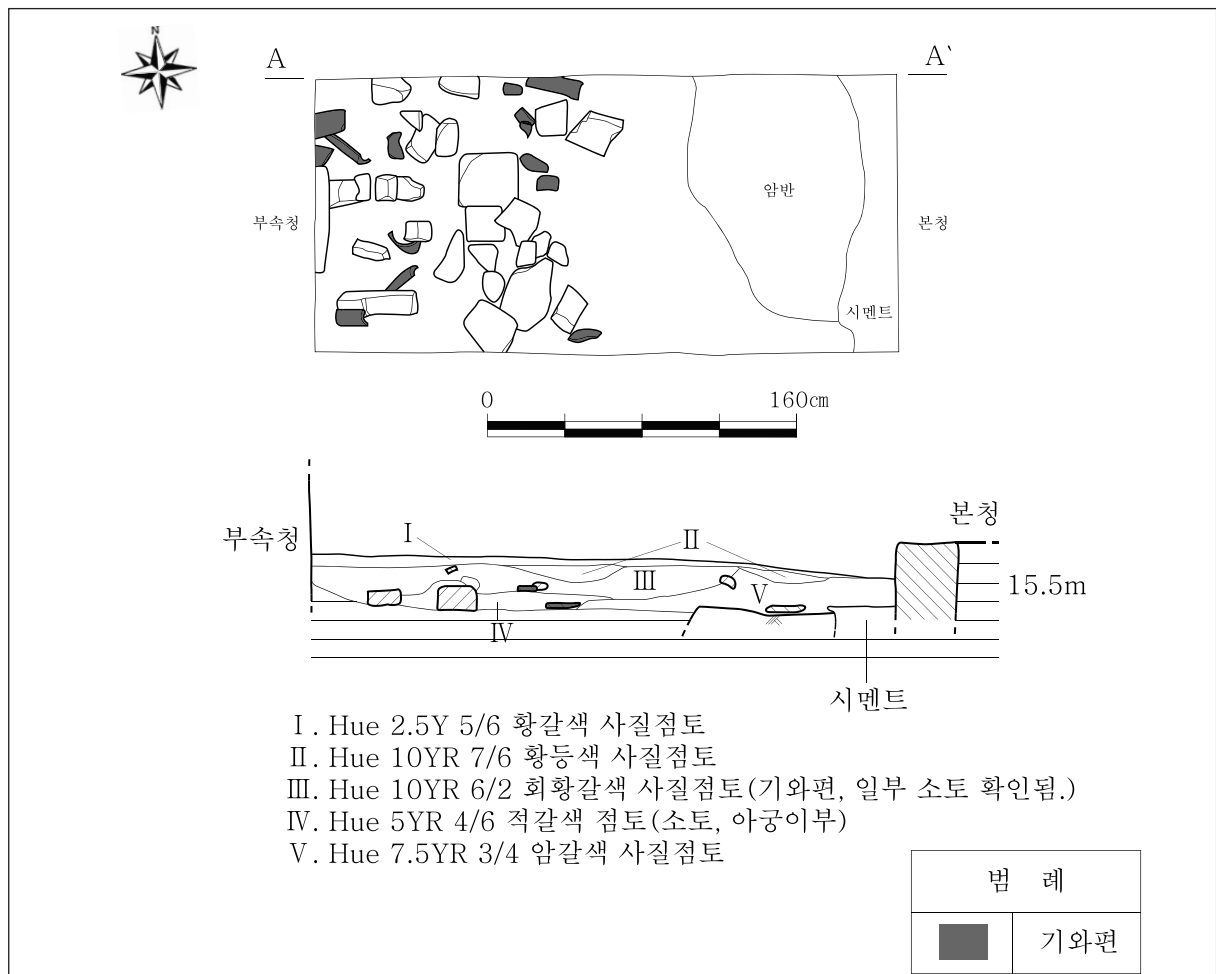 N
A A`
암반
부속청 본청
시멘트
0 160㎝
부속청 Ⅰ Ⅱ 본청
Ⅲ Ⅴ 15.5m
Ⅳ
시멘트
Ⅰ. Hue 2.5Y 5/6 황갈색 사질점토
Ⅱ. Hue 10YR 7/6 황등색 사질점토
Ⅲ. Hue 10YR 6/2 회황갈색 사질점토(기와편, 일부 소토 확인됨.)
Ⅳ. Hue 5YR 4/6 적갈색 점토(소토, 아궁이부)
Ⅴ. Hue 7.5YR 3/4 암갈색 사질점토
범 례
기와편